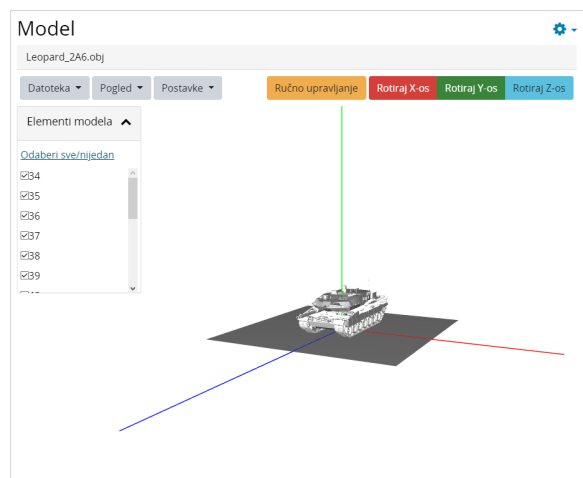 Model
Leopard_2A6.obj
Datoteka Pogled Postavke Ručno upravljanje Rotiraj X-os Rotiraj Y-os Rotiraj Z-os
Elementi modela
Odaberi sve/nijedan
34
35
36
37
38
39